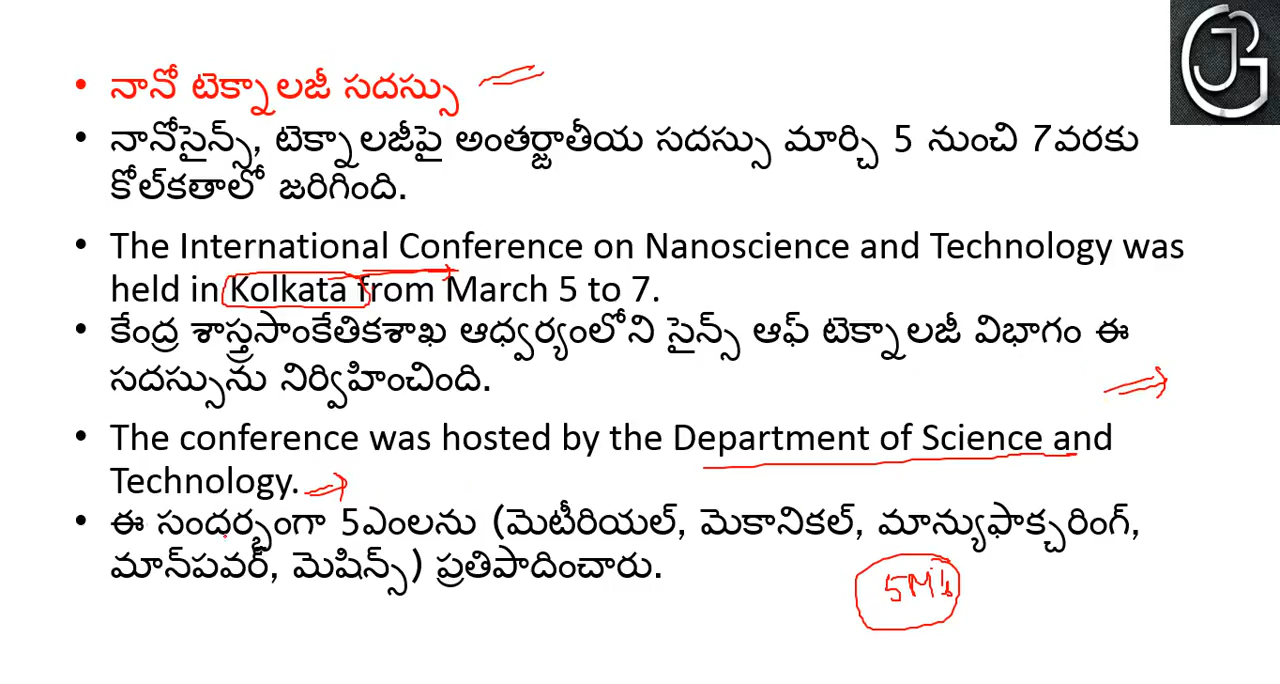 నానో టెక్నాలజీ సదస్సు
నానోసైన్స్, టెక్నాలజీపై అంతర్జాతీయ సదస్సు మార్చి 5 నుంచి 7వరకు
కోల్‌కతాలో జరిగింది.
The International Conference on Nanoscience and Technology was
held in Kolkata from March 5 to 7.
కేంద్ర శాస్త్రసాంకేతికశాఖ ఆధ్వర్యంలోని సైన్స్ ఆఫ్ టెక్నాలజీ విభాగం ఈ
సదస్సును నిర్విహించింది.
The conference was hosted by the Department of Science and
Technology.
ఈ సందర్భంగా 5ఎంలను (మెటీరియల్, మెకానికల్, మాన్యుఫాక్చరింగ్,
మాన్‌పవర్, మెషిన్స్) ప్రతిపాదించారు.
5M's